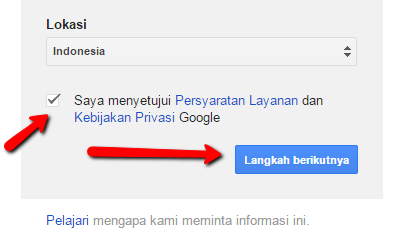 Lokasi
Indonesia
Saya menyetujui Persyaratan Layanan dan
Kebijakan Privasi Google
Langkah berikutnya
Pelajari mengapa kami meminta informasi ini.